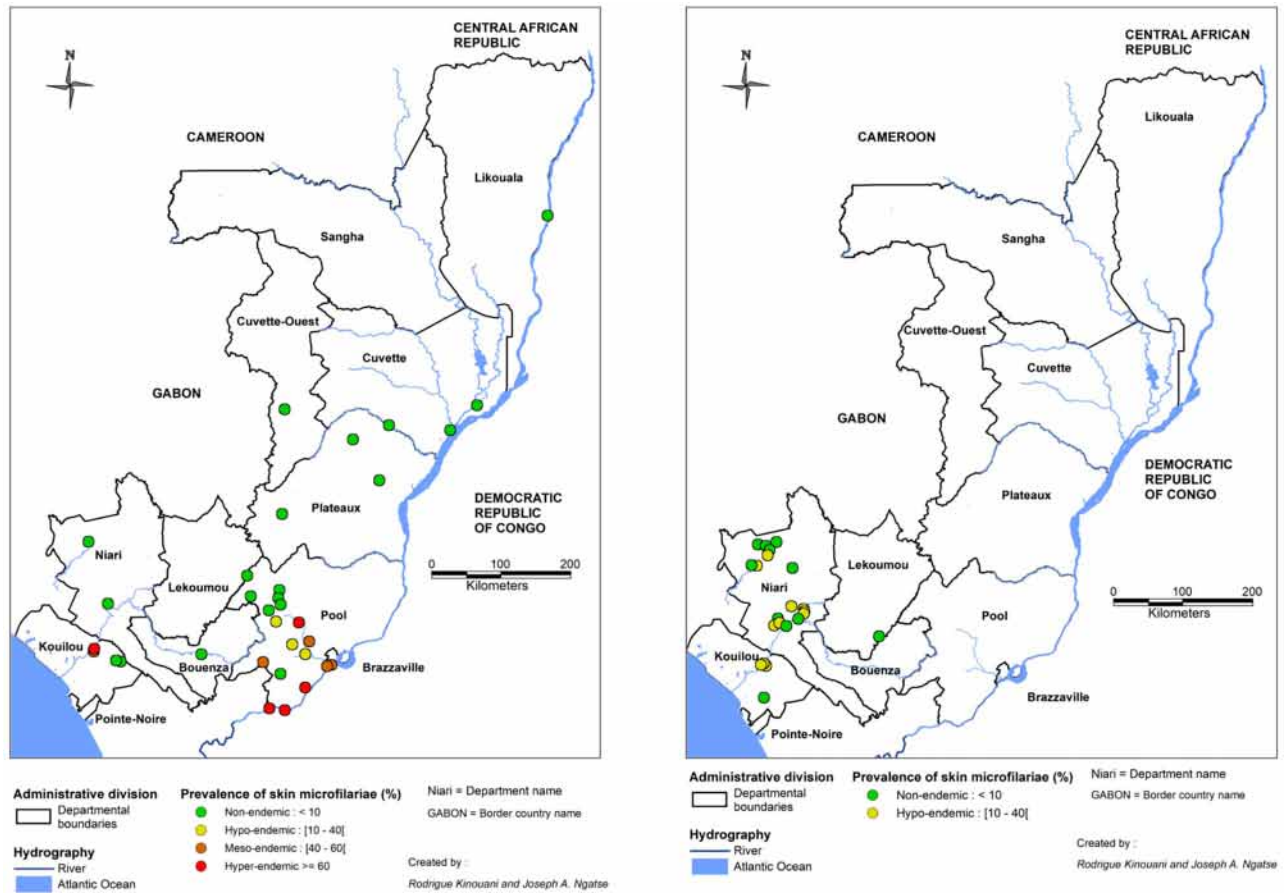 CENTRAL AFRICAN
REPUBLIC
N
CAMEROON
Likouala
Sangha
Cuvette-Ouest
Cuvette
GABON
DEMOCRATIC
REPUBLIC
OF CONGO
Plateaux
Niari
Lekoumou
0 100 200
Kilometers
Pool
Kouilou
Bouenza
Brazzaville
Pointe-Noire
Administrative division
Departmental
boundaries
Hydrography
River
Atlantic Ocean
Prevalence of skin microfilariae (%)
Non-endemic : < 10
Hypo-endemic : [10 - 40[
Meso-endemic : [40 - 60[
Hyper-endemic >= 60
Niari = Department name
GABON = Border country name
Created by :
Rodrigue Kinouani and Joseph A. Ngatse
CENTRAL AFRICAN
REPUBLIC
N
Likouala
CAMEROON
Sangha
Cuvette-Ouest
Cuvette
GABON
DEMOCRATIC
REPUBLIC
OF CONGO
Plateaux
Niari
Lekoumou
0 100 200
Kilometers
Pool
Kouilou
Bouenza
Brazzaville
Pointe-Noire
Administrative division
Departmental
boundaries
Hydrography
River
Atlantic Ocean
Prevalence of skin microfilariae (%)
Non-endemic : < 10
Hypo-endemic : [10 - 40[
Niari = Department name
GABON = Border country name
Created by :
Rodrigue Kinouani and Joseph A. Ngatse